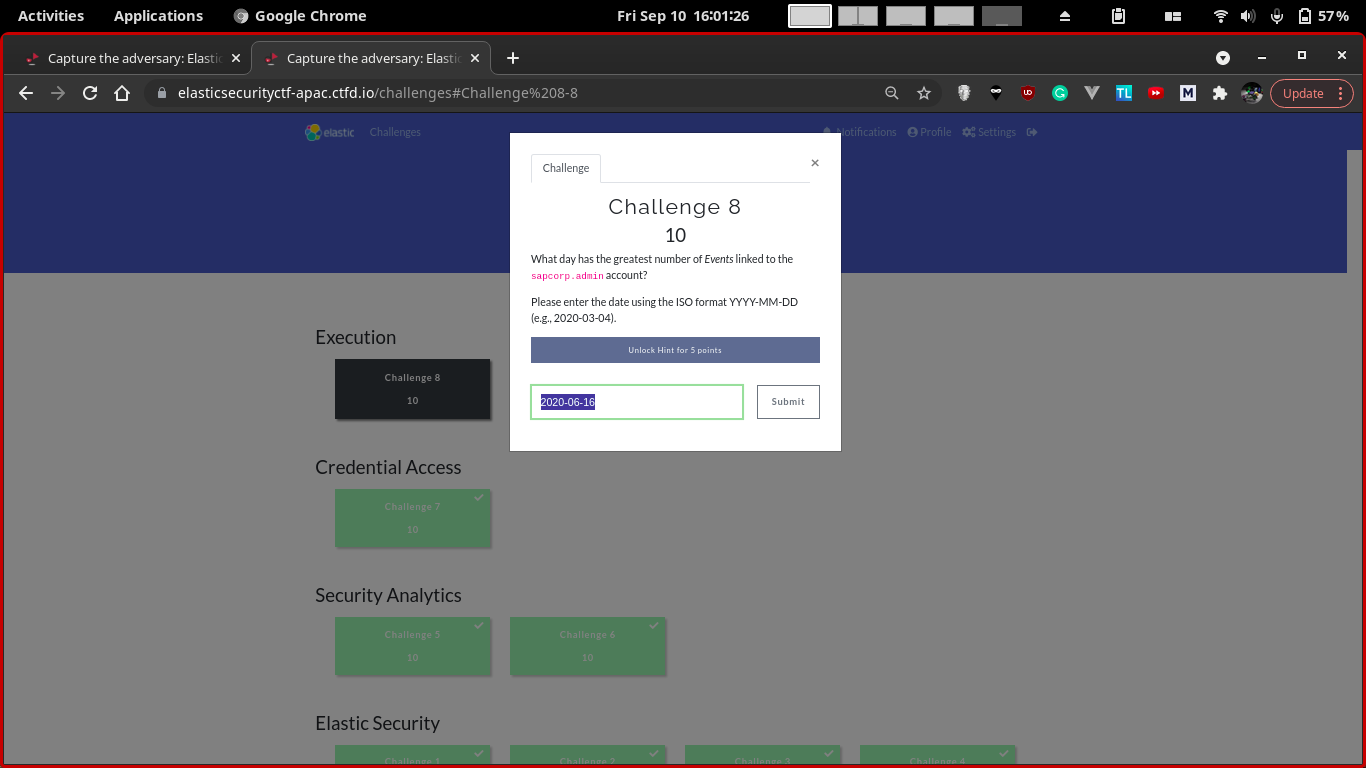 Activities Applications Google Chrome Fri Sep 10 16:01:26 57%
Capture the adversary: Elasti Capture the adversary: Elasti
elasticsecurityctf-apac.ctfd.io/challenges#Challenge%208-8 Update
elastic Challenges Notifications Profile Settings
Challenge ×
Challenge 8
10
What day has the greatest number of Events linked to the
sapcorp.admin account?
Please enter the date using the ISO format YYYY-MM-DD
(e.g., 2020-03-04).
Unlock Hint for 5 points
2020-06-16 Submit
Execution
Challenge 8
10
Credential Access
Challenge 7
10
Security Analytics
Challenge 5 Challenge 6
10 10
Elastic Security
Challenge 1 Challenge 2 Challenge 3 Challenge 4